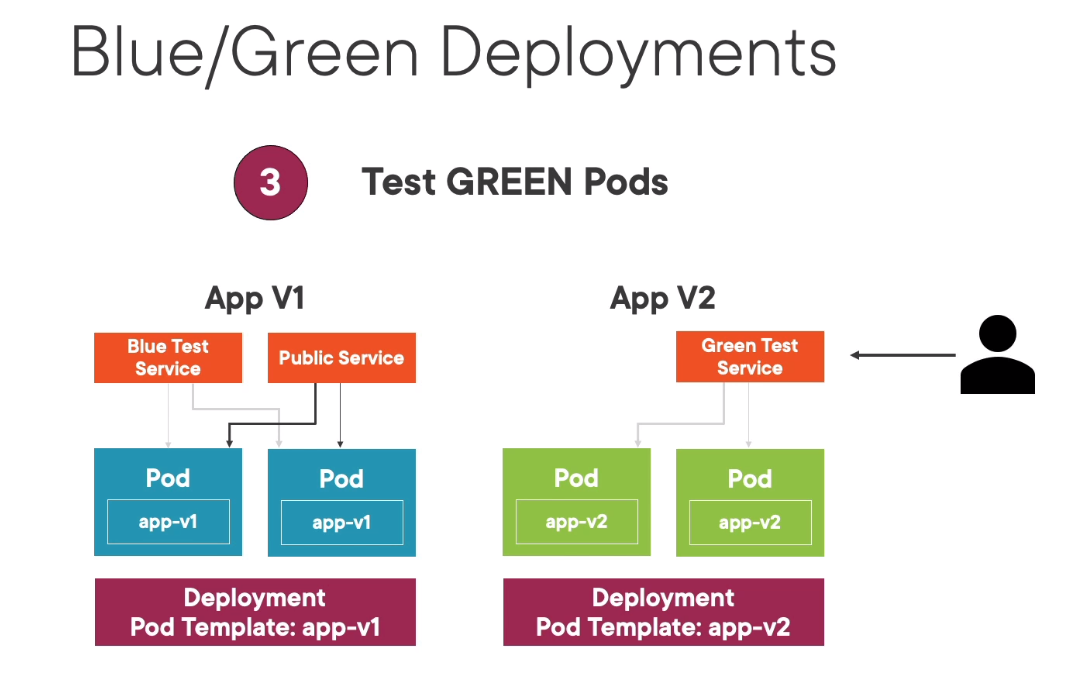 Blue/Green Deployments
3
Test GREEN Pods
App V1
App V2
Blue Test
Service
Public Service
Green Test
Service
Pod
app-v1
Pod
app-v1
Pod
app-v2
Pod
app-v2
Deployment
Pod Template: app-v1
Deployment
Pod Template: app-v2